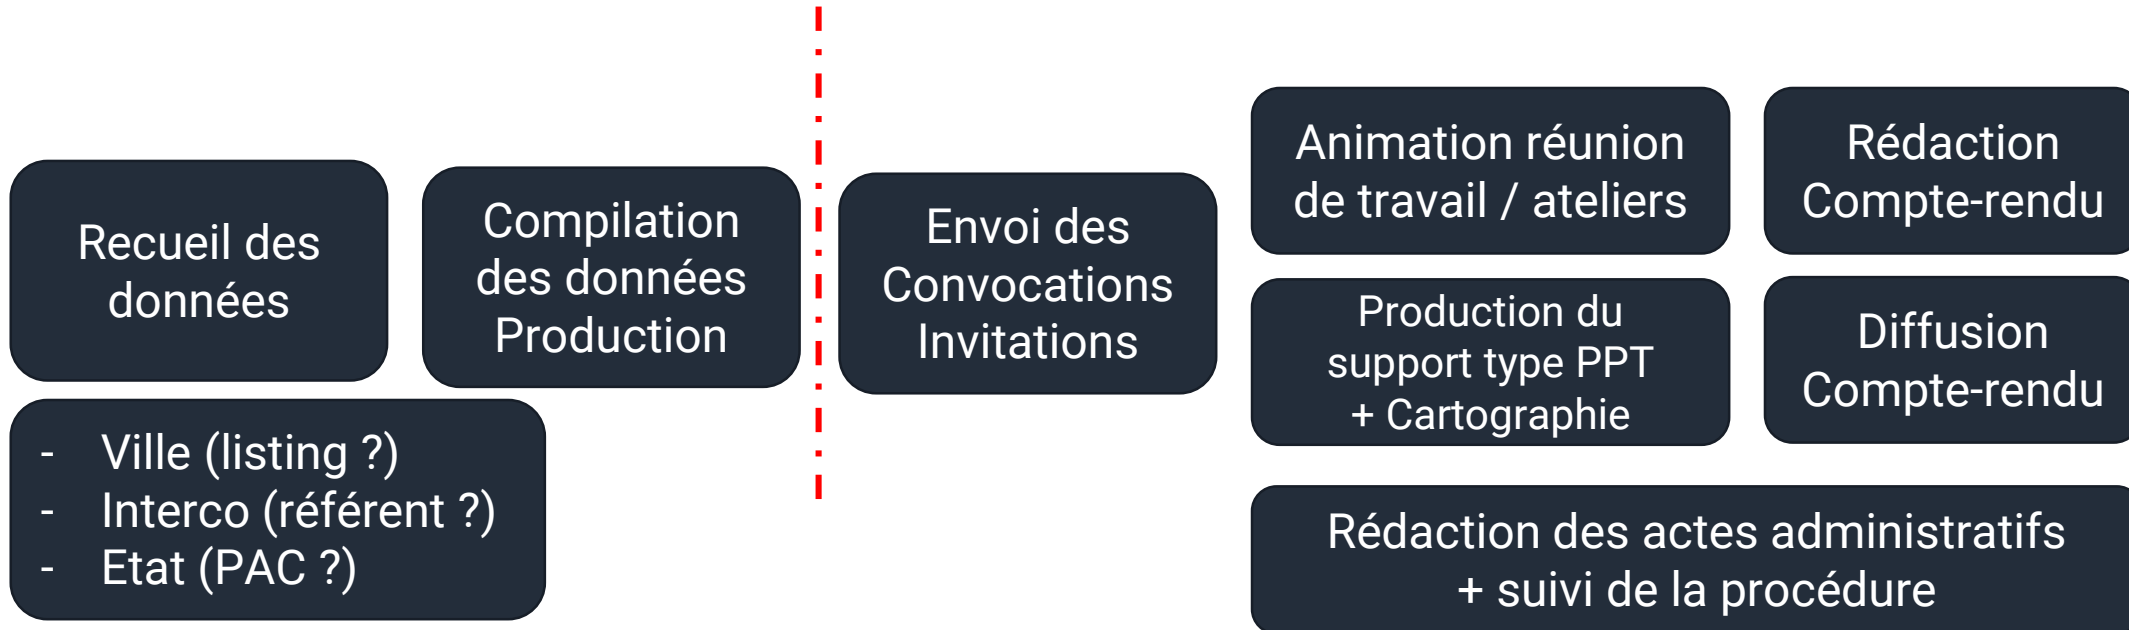 Recueil des
données
- Ville (listing ?)
- Interco (référent ?)
- Etat (PAC ?)
Compilation
des données
Production
Envoi des
Convocations
Invitations
Animation réunion
de travail / ateliers
Production du
support type PPT
+ Cartographie
Rédaction
Compte-rendu
Diffusion
Compte-rendu
Rédaction des actes administratifs
+ suivi de la procédure